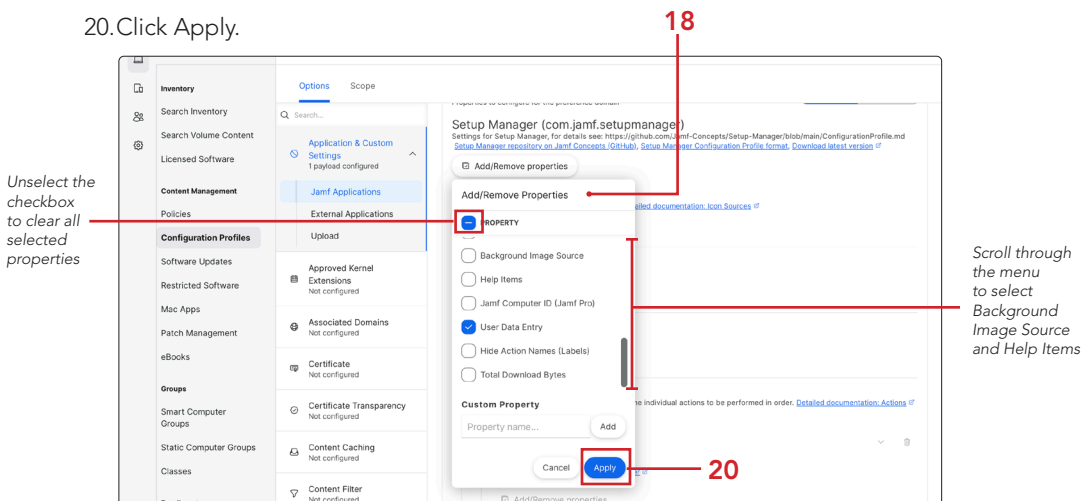 20.Click Apply.
18
Options
Scope
Inventory
Search Inventory
Search Volume Content
Licensed Software
Content Management
Policies
Configuration Profiles
Software Updates
Restricted Software
Mac Apps
Patch Management
eBooks
Groups
Smart Computer
Groups
Static Computer Groups
Classes
Search...
Application & Custom
Settings
1 payload configured
Jamf Applications
External Applications
Upload
Approved Kernel
Extensions
Not configured
Associated Domains
Not configured
Certificate
Not configured
Certificate Transparency
Not configured
Content Caching
Not configured
Content Filter
Not configured
Properties to configure for the preference domain
Setup Manager (com.jamf.setupmanager)
Settings for Setup Manager, for details see: https://github.com/Jamf-Concepts/Setup-Manager/blob/main/ConfigurationProfile.md
Setup Manager repository on Jamf Concepts (GitHub), Setup Manager Configuration Profile format, Download latest version
Add/Remove properties
Add/Remove Properties
documentation: Icon Sources
PROPERTY
Background Image Source
Help Items
Jamf Computer ID (Jamf Pro)
User Data Entry
Hide Action Names (Labels)
Total Download Bytes
Custom Property
individual actions to be performed in order. Detailed documentation: Actions
Property name...
Add
Cancel
Apply
20
Add/Remove properties
Unselect the
checkbox
to clear all
selected
properties
Scroll through
the menu
to select
Background
Image Source
and Help Items